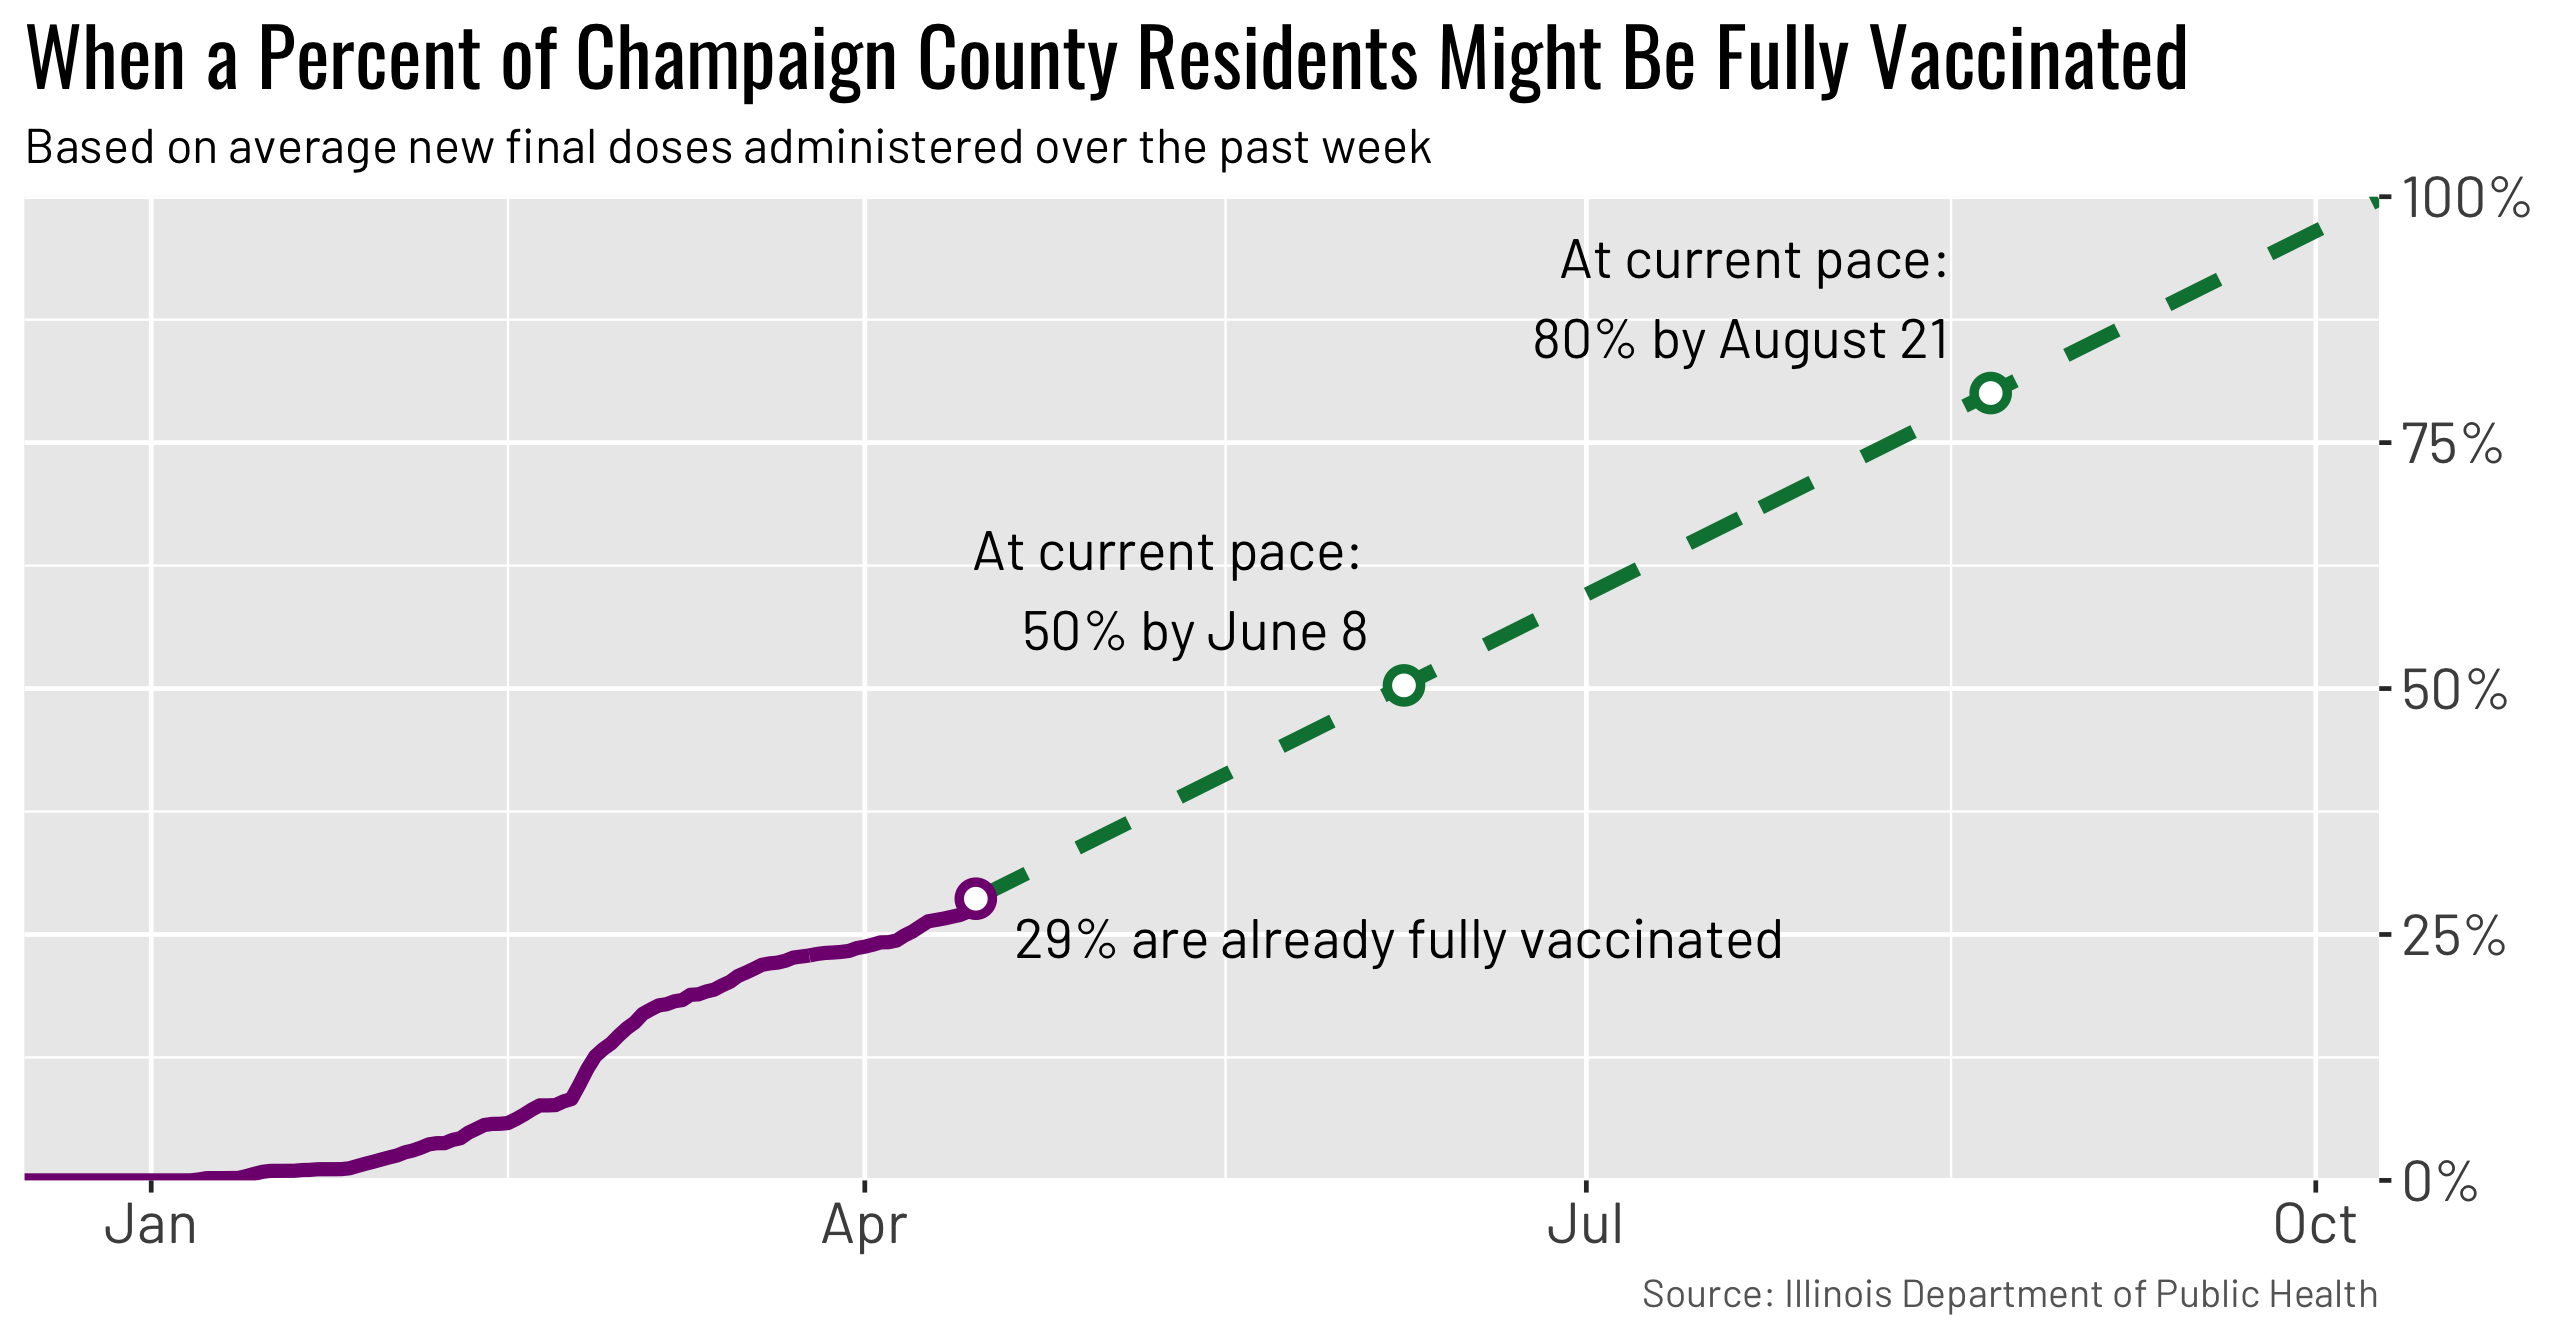 When a Percent of Champaign County Residents Might Be Fully Vaccinated
Based on average new final doses administered over the past week
100%
At current pace:
80% by August 21
75%
At current pace:
50% by June 8
50%
29% are already fully vaccinated
25%
0%
Jan
Apr
Jul
Oct
Source: Illinois Department of Public Health